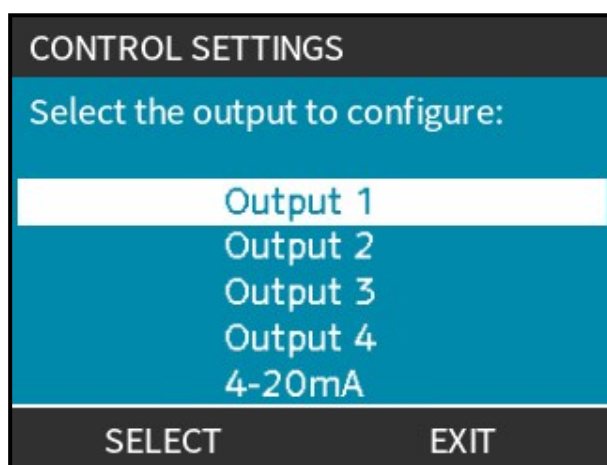 CONTROL SETTINGS
Select the output to configure:
Output 1
Output 2
Output 3
Output 4
4-20mA
SELECT EXIT